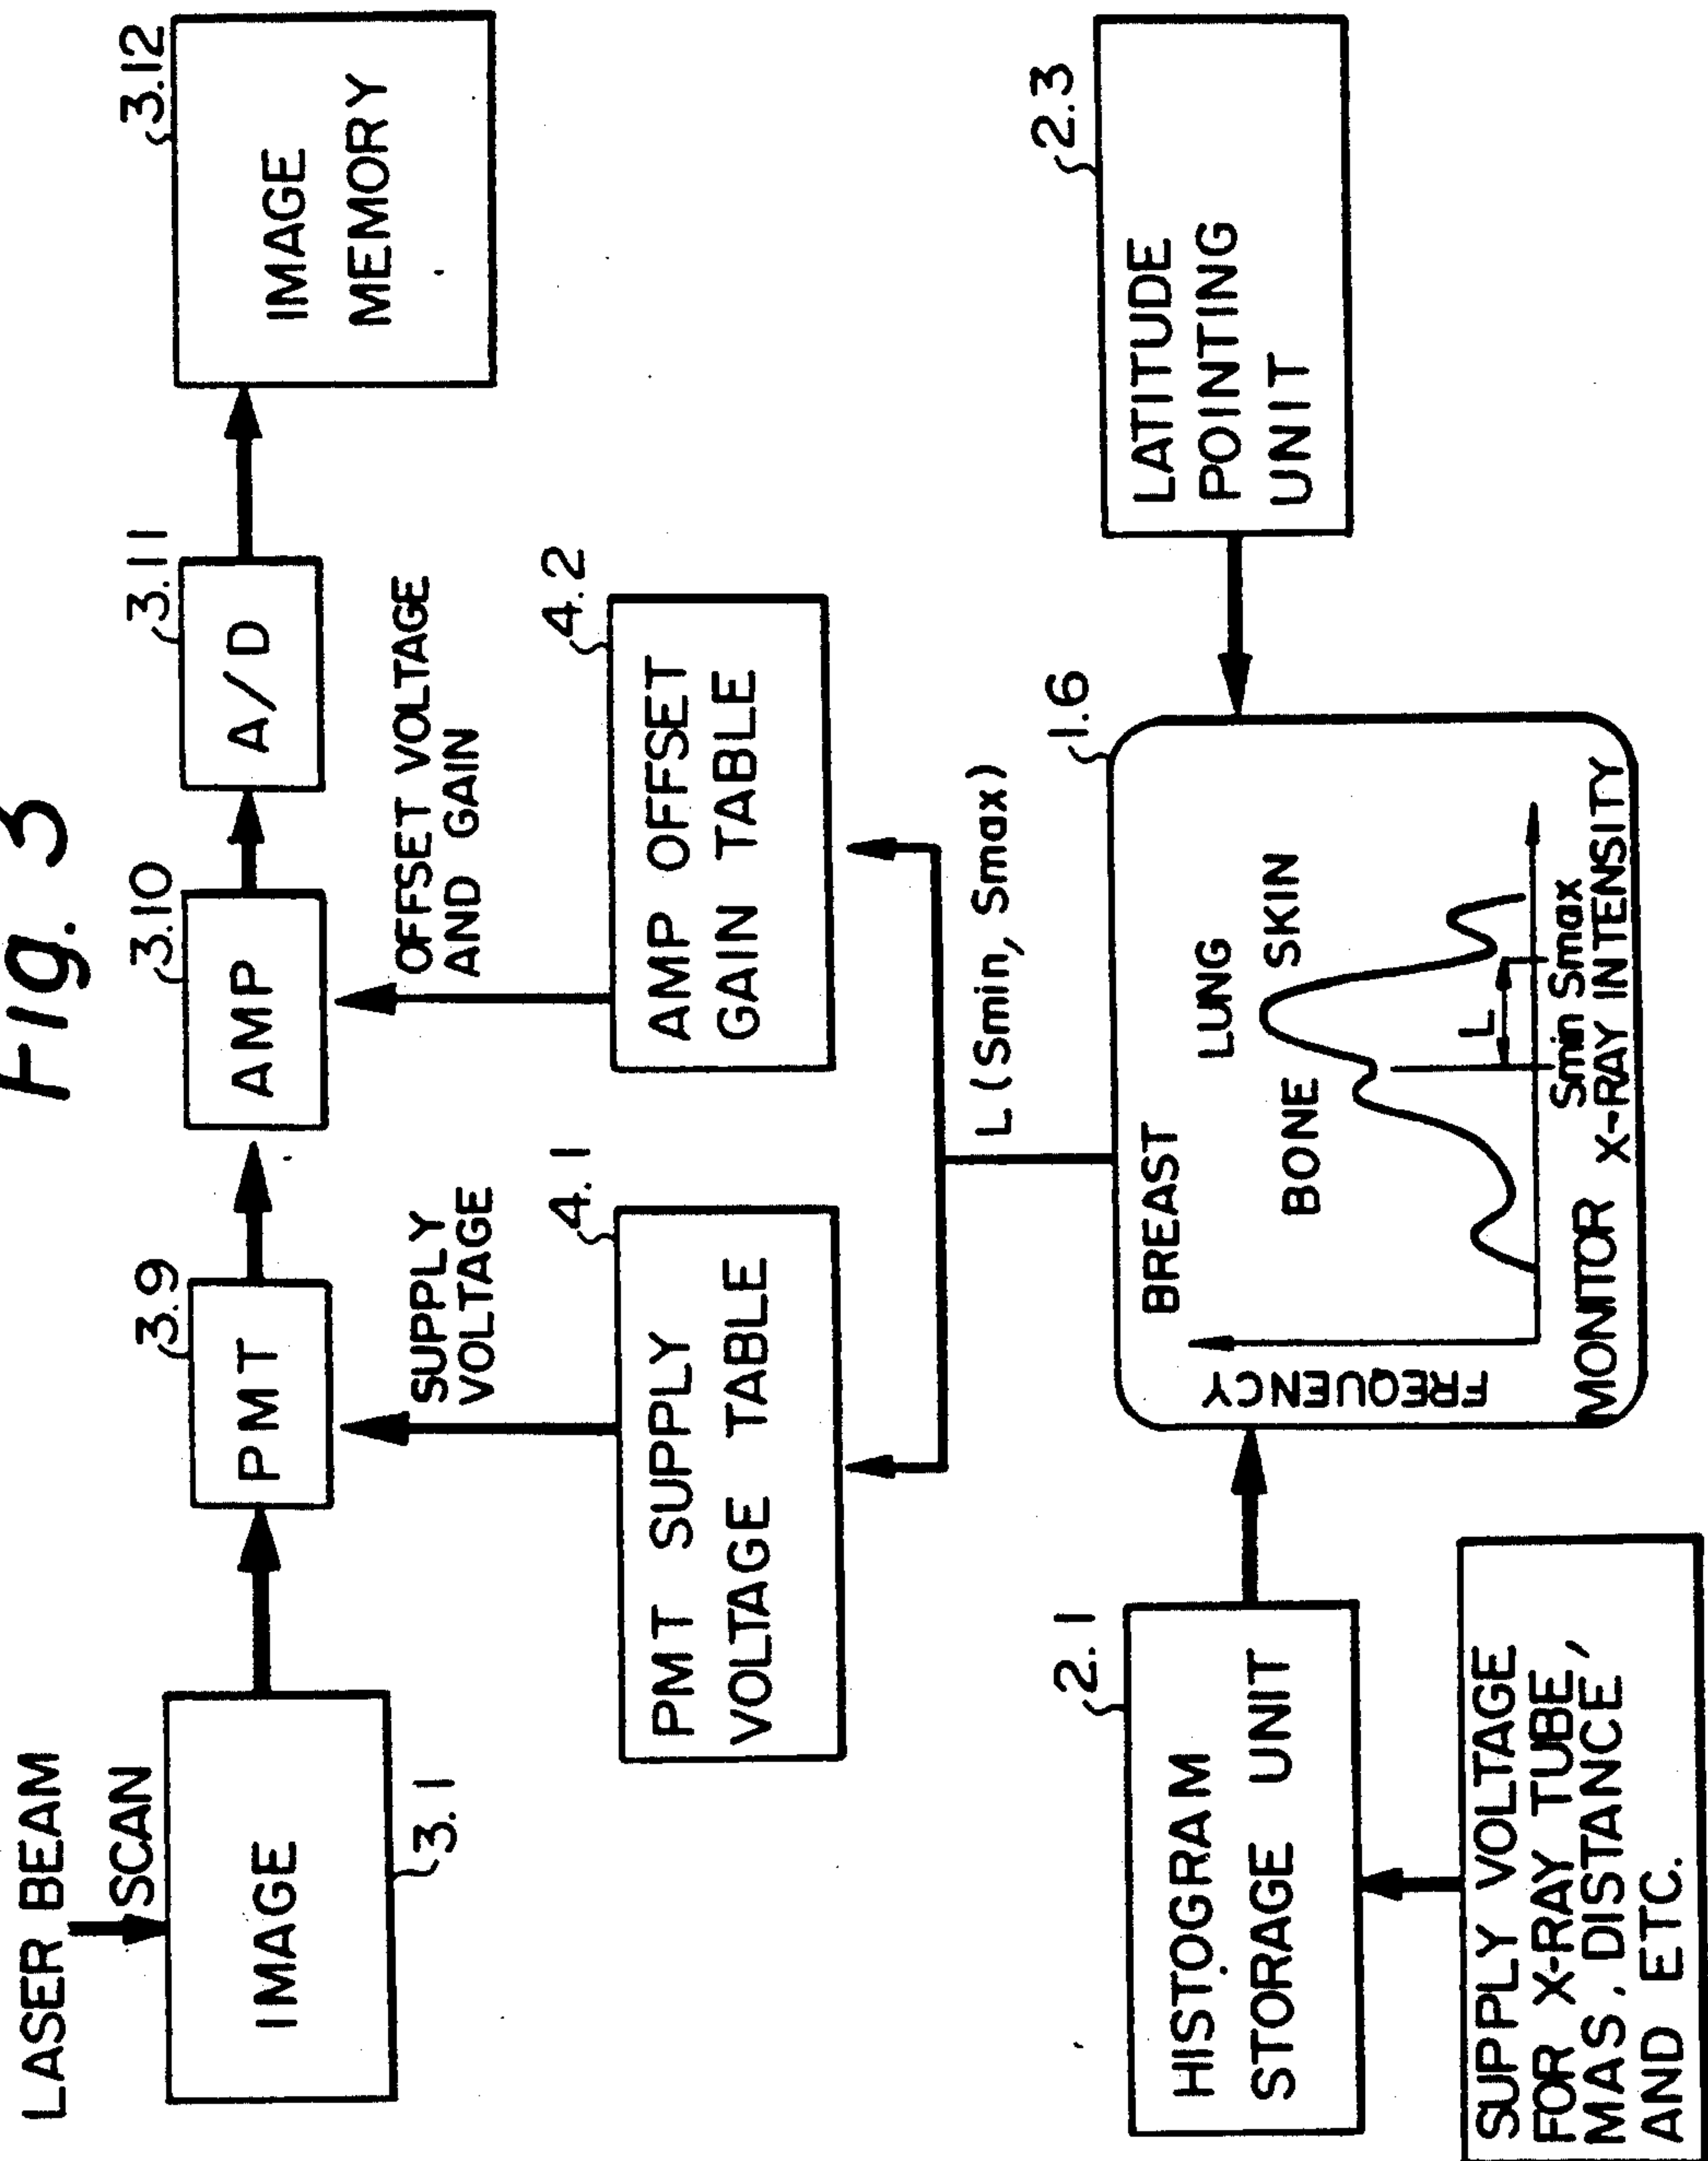 Fig. 3
LASER BEAM
SCAN
IMAGE
3.1
PMT
3.9
AMP
3.10
A/D
3.11
IMAGE
MEMORY
3.12
SUPPLY
VOLTAGE
OFFSET VOLTAGE
AND GAIN
PMT SUPPLY
VOLTAGE TABLE
4.1
AMP OFFSET
GAIN TABLE
4.2
L (Smin, Smax)
HISTOGRAM
STORAGE UNIT
2.1
BREAST
LUNG
BONE
SKIN
FREQUENCY
L
Smin Smax
MONITOR X-RAY INTENSITY
1.6
LATITUDE
POINTING
UNIT
2.3
SUPPLY VOLTAGE
FOR X-RAY TUBE,
MAS, DISTANCE,
AND ETC.